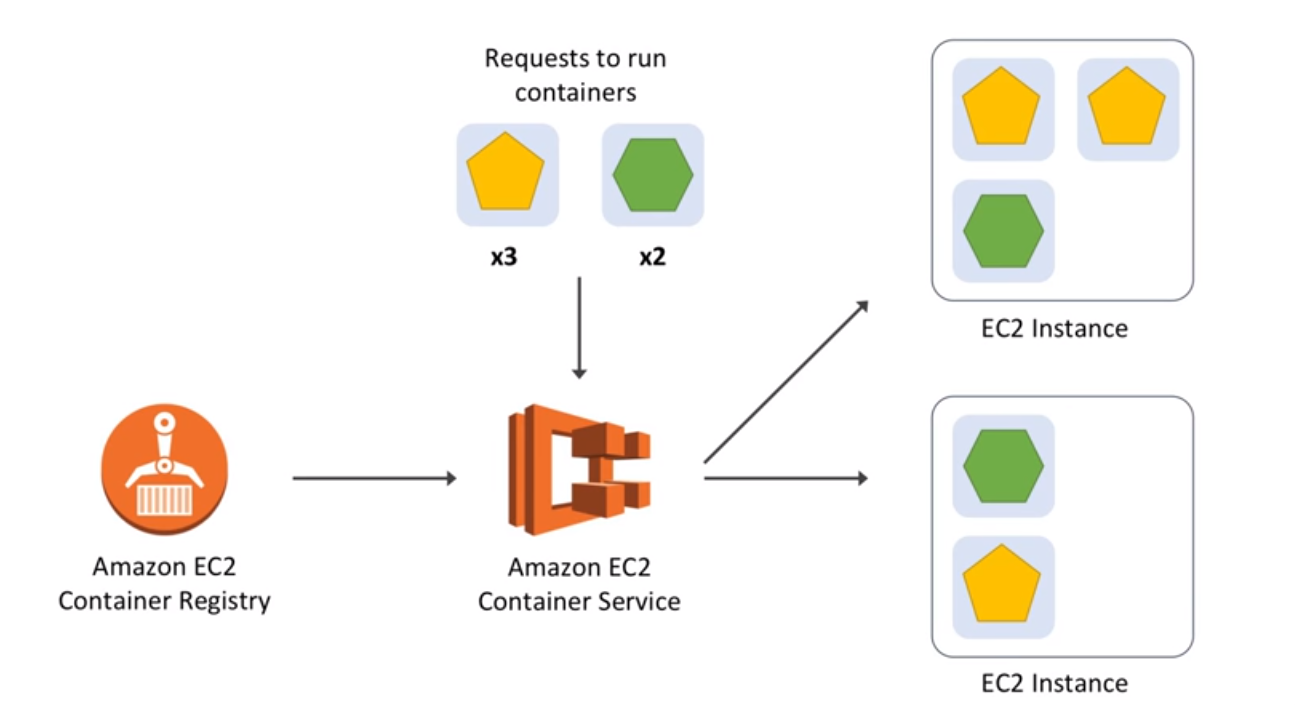 Requests to run
containers
x3
x2
EC2 Instance
Amazon EC2
Container Registry
Amazon EC2
Container Service
EC2 Instance